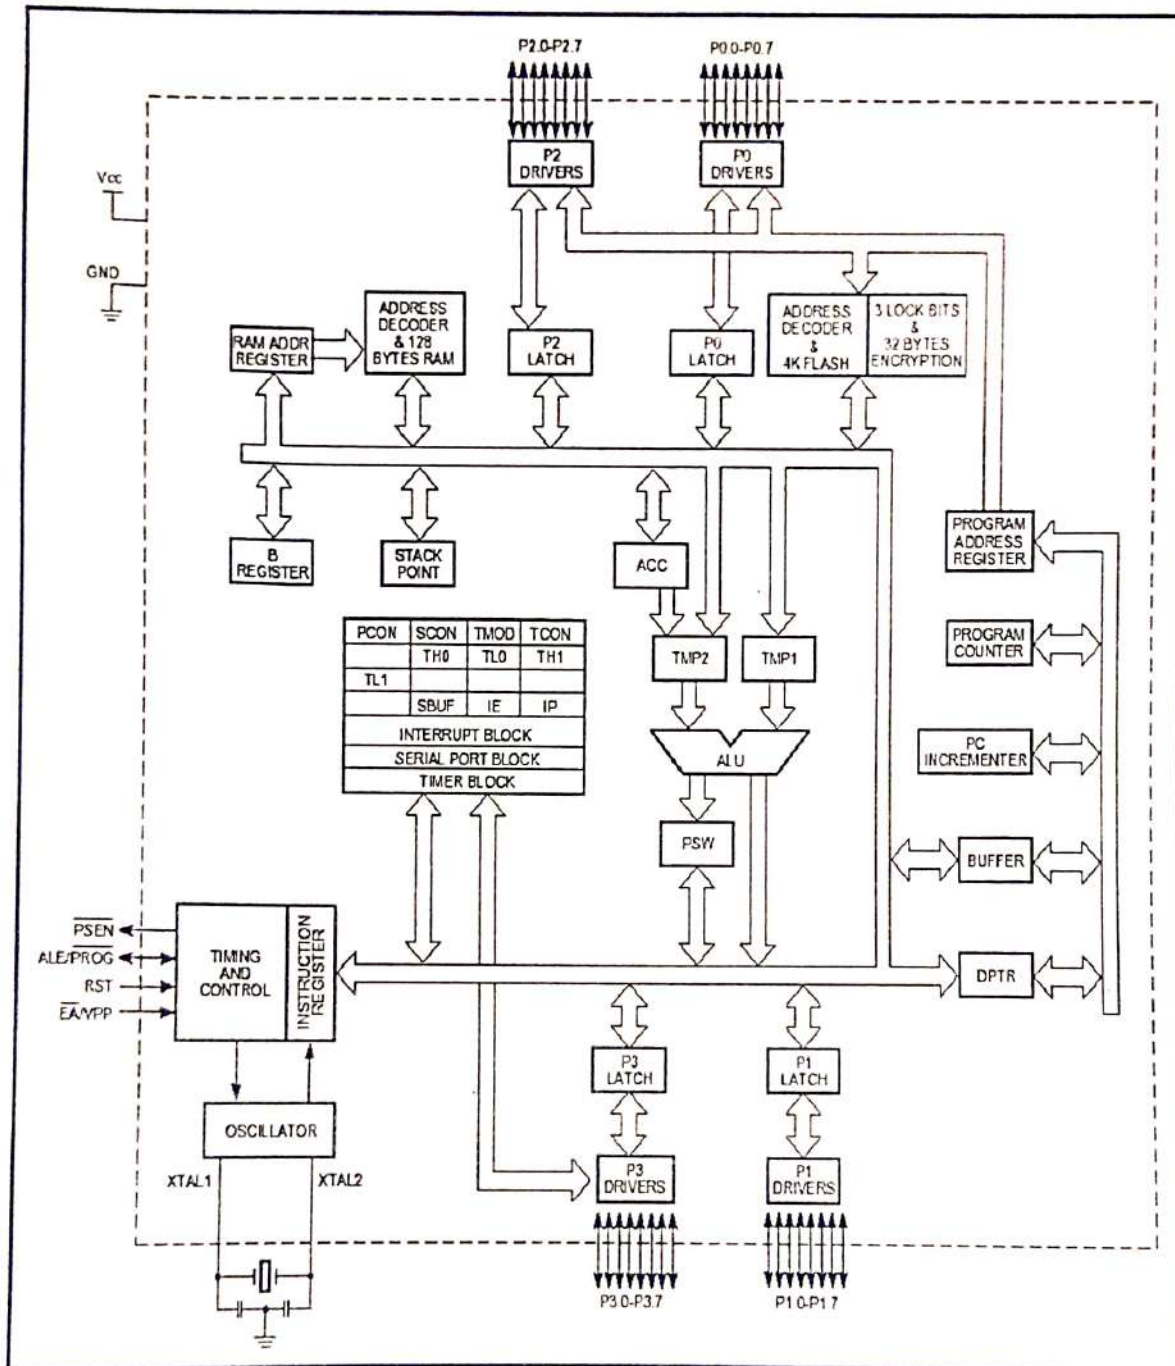 P2.0-P2.7
P0.0-P0.7
P2
DRIVERS
P0
DRIVERS
Vcc
GND
RAM ADDR
REGISTER
ADDRESS
DECODER
& 128
BYTES RAM
P2
LATCH
P0
LATCH
ADDRESS
DECODER
&
4K FLASH
3 LOCK BITS
&
32 BYTES
ENCRYPTION
B
REGISTER
STACK
POINT
ACC
PROGRAM
ADDRESS
REGISTER
PCON SCON TMOD TCON
TH0 TL0 TH1
TL1
SBUF IE IP
INTERRUPT BLOCK
SERIAL PORT BLOCK
TIMER BLOCK
TMP2
TMP1
PROGRAM
COUNTER
ALU
PC
INCREMENTER
PSW
BUFFER
PSEN
ALE/PROG
RST
EA/VPP
TIMING
AND
CONTROL
INSTRUCTION
REGISTER
DPTR
P3
LATCH
P1
LATCH
OSCILLATOR
XTAL1
XTAL2
P3
DRIVERS
P1
DRIVERS
P3.0-P3.7
P1.0-P1.7